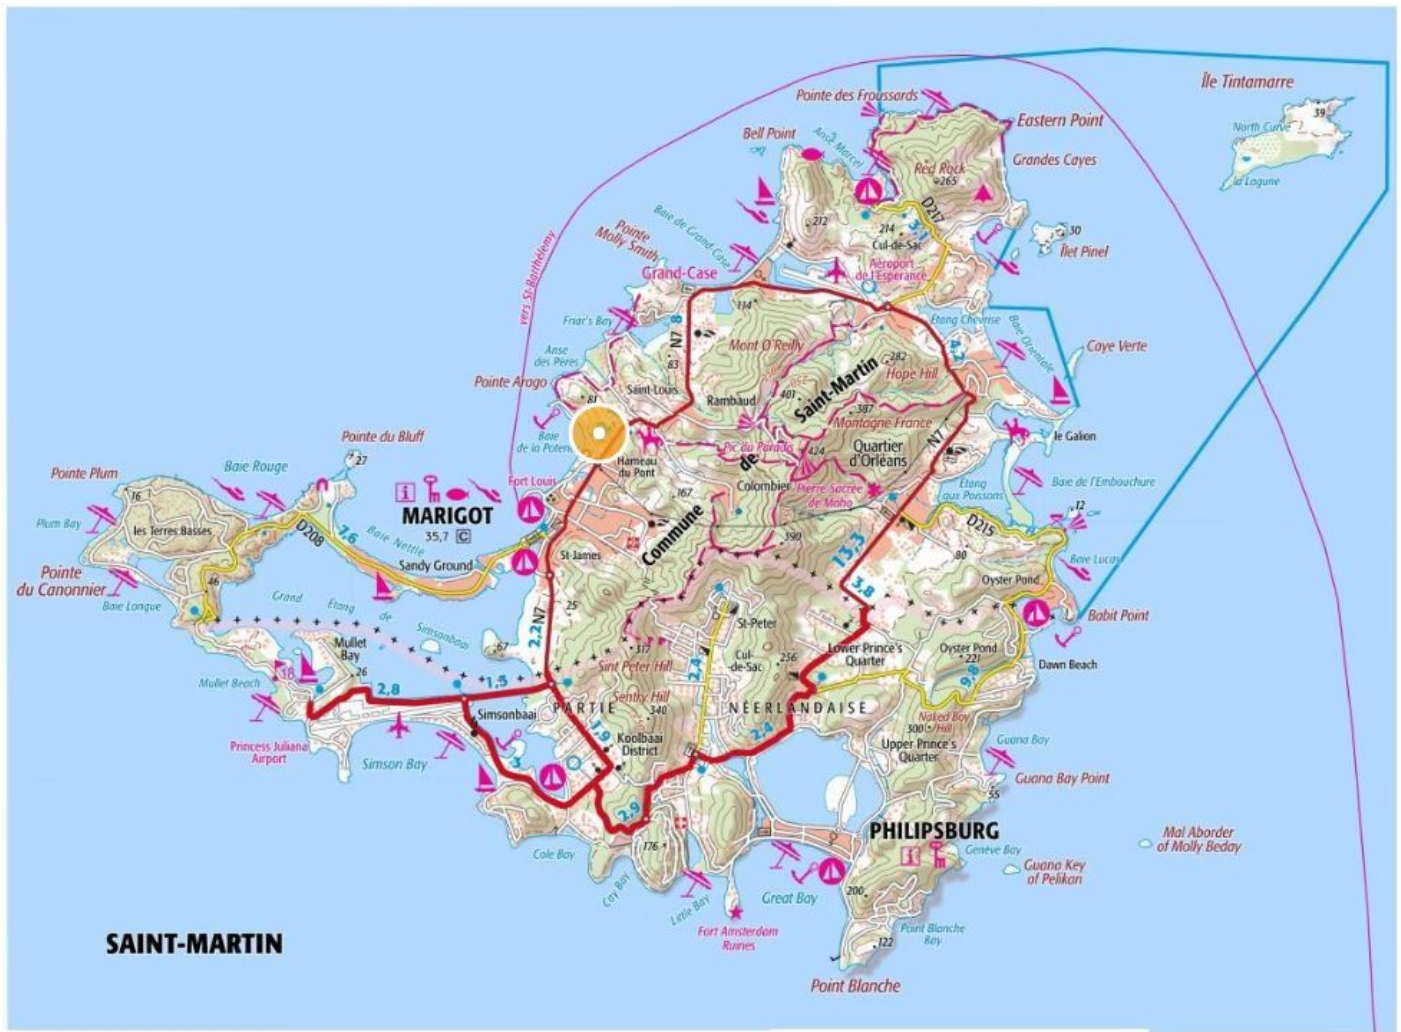 Île Tintamarre
39
North Curve
la Lagune
Pointe des Froussards
Eastern Point
Bell Point
Anse Marcel
Grandes Cayes
Red Rock
265
D217
3,1
212
214
Cul-de-Sac
30
Îlet Pinel
Baie de Grand Case
Pointe
Molly Smith
Grand-Case
Aéroport
de l'Espérance
vers St-Barthélemy
114
Friar's Bay
N7
8
Étang Chevrise
Baie Orientale
Mont O'Reilly
4,2
Caye Verte
Anse
des Pères
83
282
Hope Hill
Pointe Arago
Saint-Louis
81
Rambaud
401
Saint-Martin
387
Montagne France
Baie
de la Potence
Pic du Paradis
424
Quartier
d'Orléans
N7
le Galion
Pointe du Bluff
27
Hameau
du Pont
de
Pointe Plum
Baie Rouge
Fort Louis
167
Colombier
Pierre Sacrée
de Moho
Étang
aux Poissons
Baie de l'Embouchure
16
MARIGOT
35,7 C
12
Plum Bay
les Terres Basses
D208
7,6
Baie Nettle
Commune
390
D215
13,3
80
Baie Lucas
Sandy Ground
St-James
Pointe
du Canonnier
46
3,8
Oyster Pond
Baie Longue
Grand
Étang
de
Simsonbaai
25
N7
2,2
St-Peter
Babit Point
Mullet
Bay
67
317
Cul
-de-Sac
256
Lower Prince's
Quarter
Oyster Pond
221
Dawn Beach
18
26
Sint Peter Hill
2,4
9,8
Mullet Beach
2,8
1,5
Sentry Hill
340
PARTIE
NÉERLANDAISE
Simsonbaai
1,9
2,4
Naked Boy
Hill
300
Guana Bay
Princess Juliana
Airport
Koolbaai
District
Upper Prince's
Quarter
Simson Bay
3
Guana Bay Point
55
2,9
PHILIPSBURG
Mal Aborder
of Molly Beday
Cole Bay
176
Genève Bay
Guana Key
of Pelikan
Cay Bay
Little Bay
Great Bay
200
Fort Amsterdam
Ruines
Point Blanche
Bay
SAINT-MARTIN
122
Point Blanche